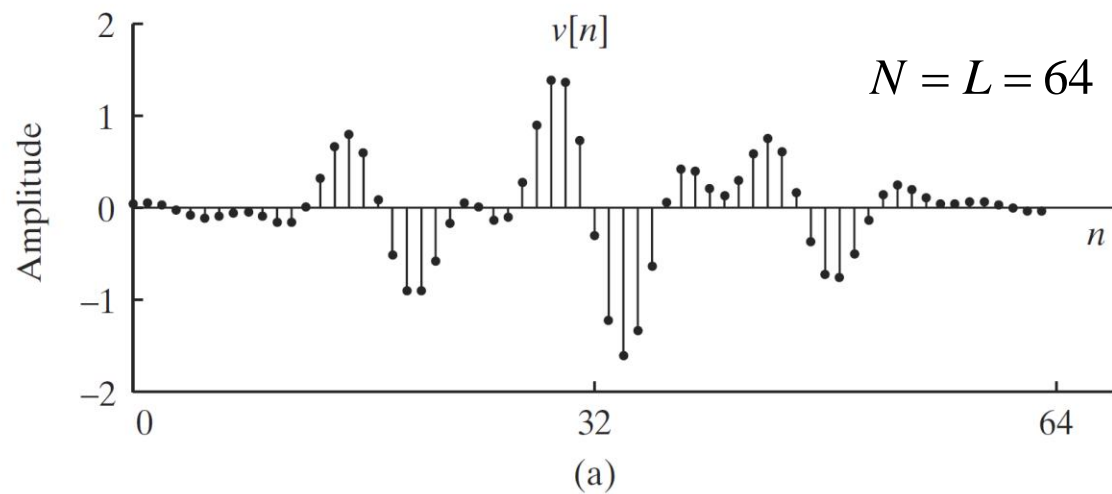 v[n]
N = L = 64
Amplitude
2
1
0
−1
−2
n
0 32 64
(a)